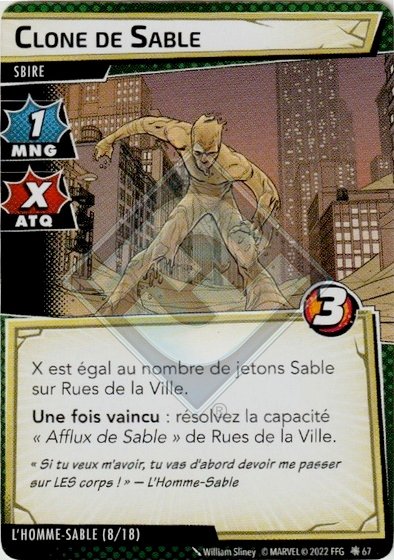 CLONE DE SABLE
SBIRE
1
MNG
X
ATQ
3
X est égal au nombre de jetons Sable
sur Rues de la Ville.
Une fois vaincu : résolvez la capacité
« Afflux de Sable » de Rues de la Ville.
« Si tu veux m'avoir, tu vas d'abord devoir me passer
sur LES corps ! » — L'Homme-Sable
L'HOMME-SABLE (8/18)
William Sliney © MARVEL © 2022 FFG 67